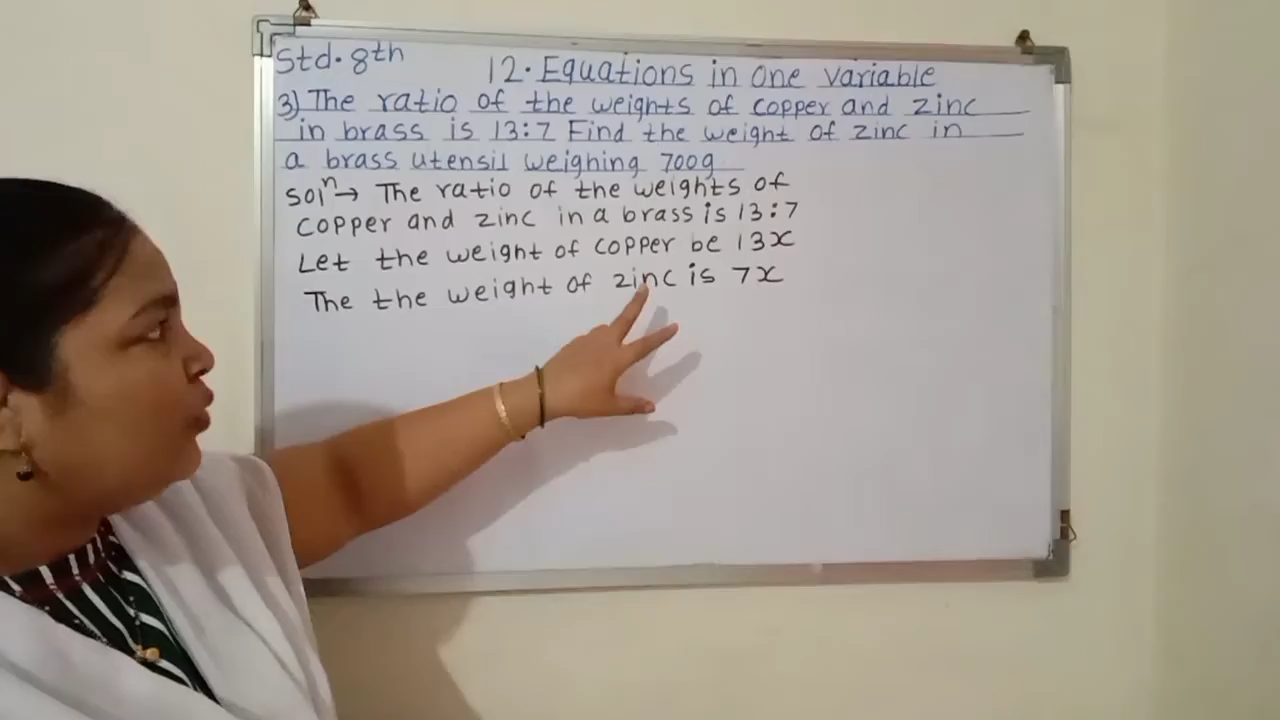 Std. 8th
12. Equations in one variable
3) The ratio of the weights of copper and zinc
in brass is 13:7 Find the weight of zinc in
a brass utensil weighing 700g
Solⁿ→ The ratio of the weights of
copper and zinc in a brass is 13:7
Let the weight of copper be 13x
The the weight of zinc is 7x